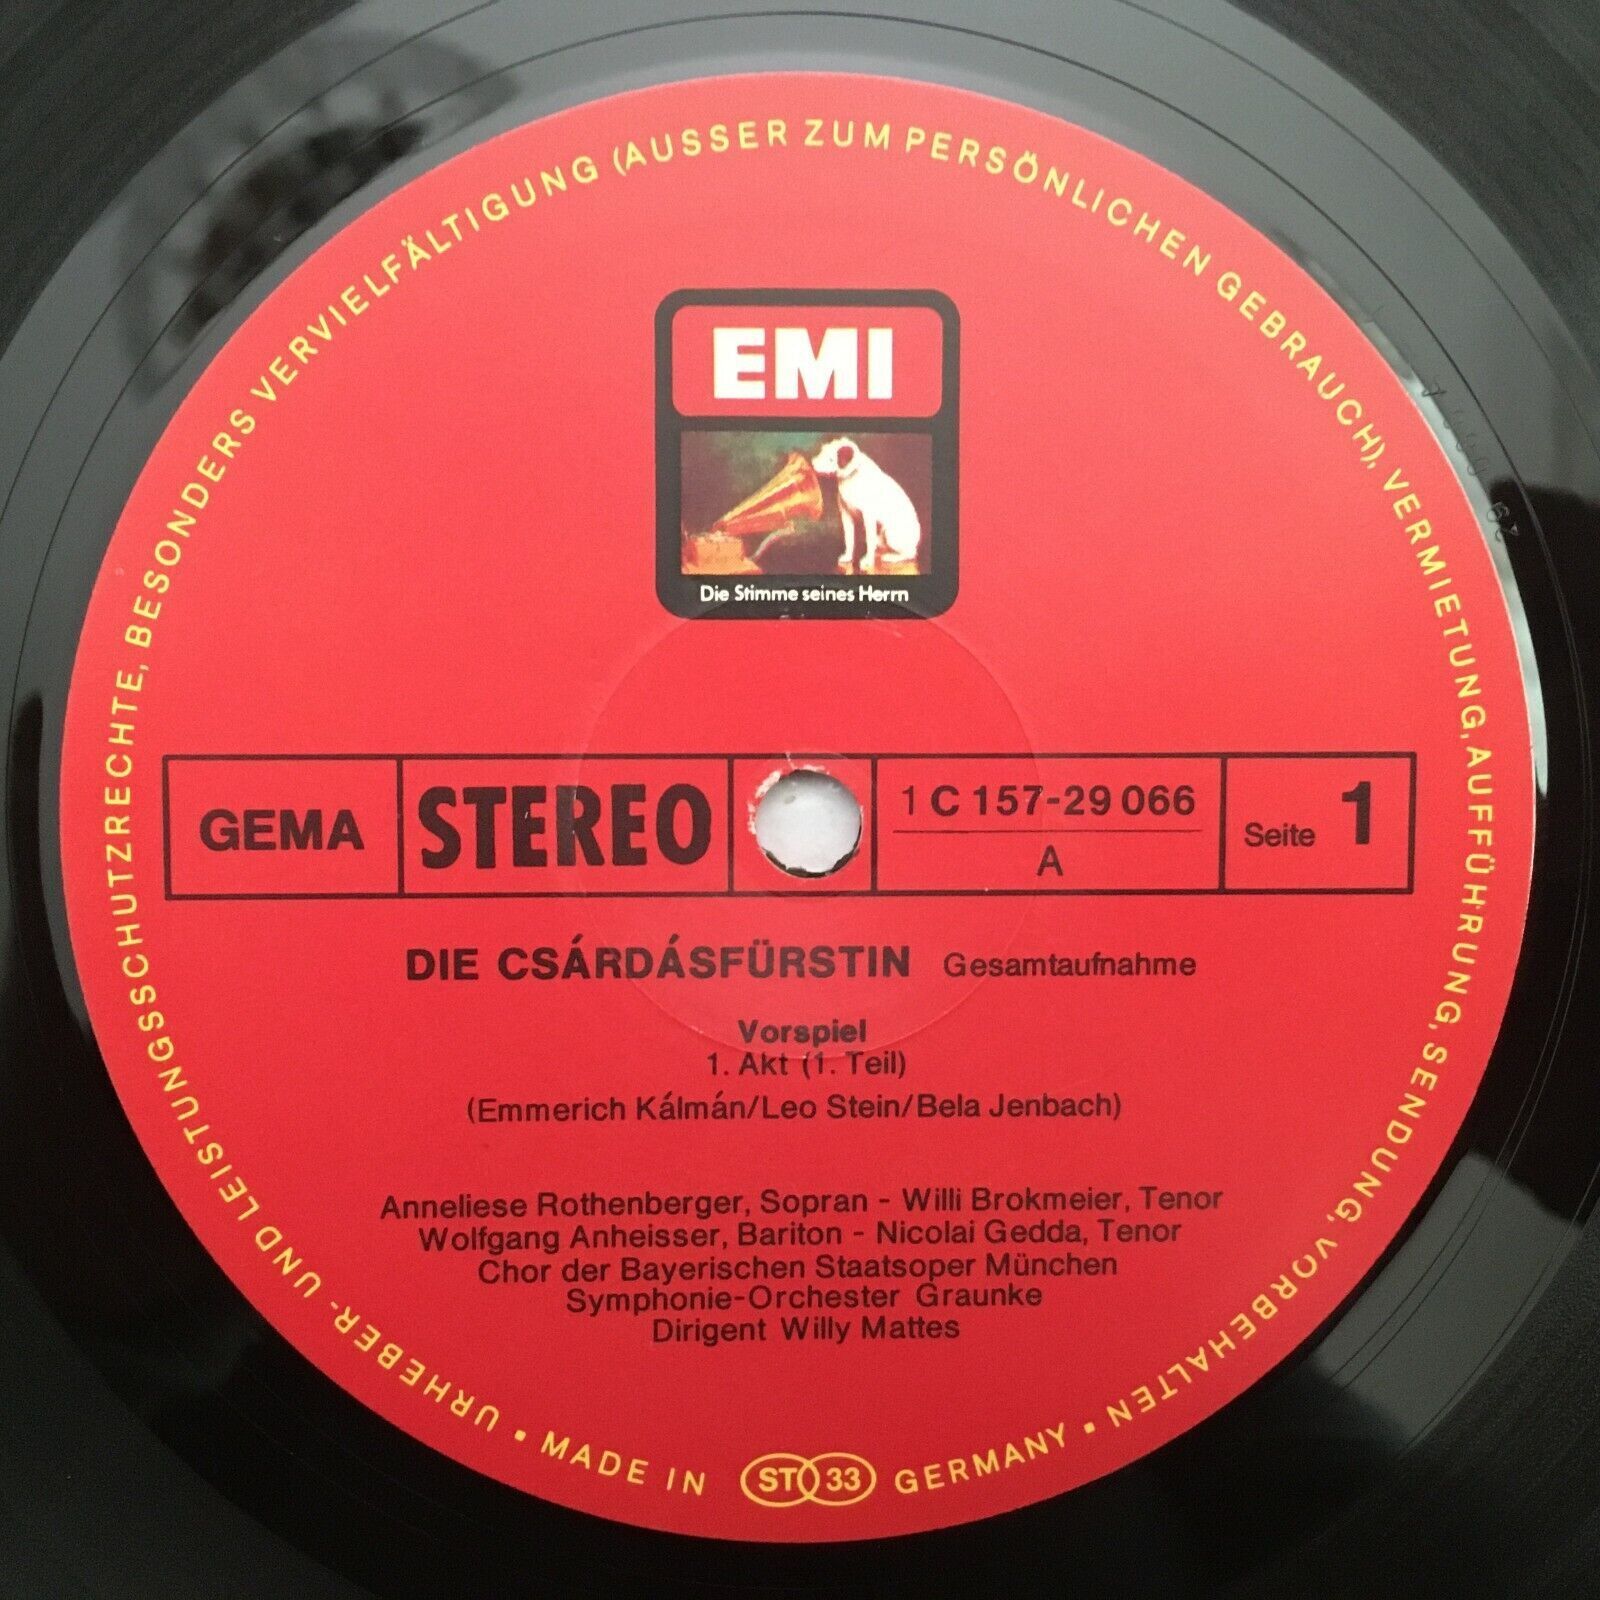 URHEBER- UND LEISTUNGSSCHUTZRECHTE, BESONDERS VERVIELFÄLTIGUNG (AUSSER ZUM PERSÖNLICHEN GEBRAUCH), VERMIETUNG, AUFFÜHRUNG, SENDUNG, VORBEHALTEN •
EMI
Die Stimme seines Herrn
GEMA
STEREO
1 C 157-29 066
A
Seite 1
DIE CSÁRDÁSFÜRSTIN Gesamtaufnahme
Vorspiel
1. Akt (1. Teil)
(Emmerich Kálmán/Leo Stein/Bela Jenbach)
Anneliese Rothenberger, Sopran - Willi Brokmeier, Tenor
Wolfgang Anheisser, Bariton - Nicolai Gedda, Tenor
Chor der Bayerischen Staatsoper München
Symphonie-Orchester Graunke
Dirigent Willy Mattes
• MADE IN ST 33 GERMANY